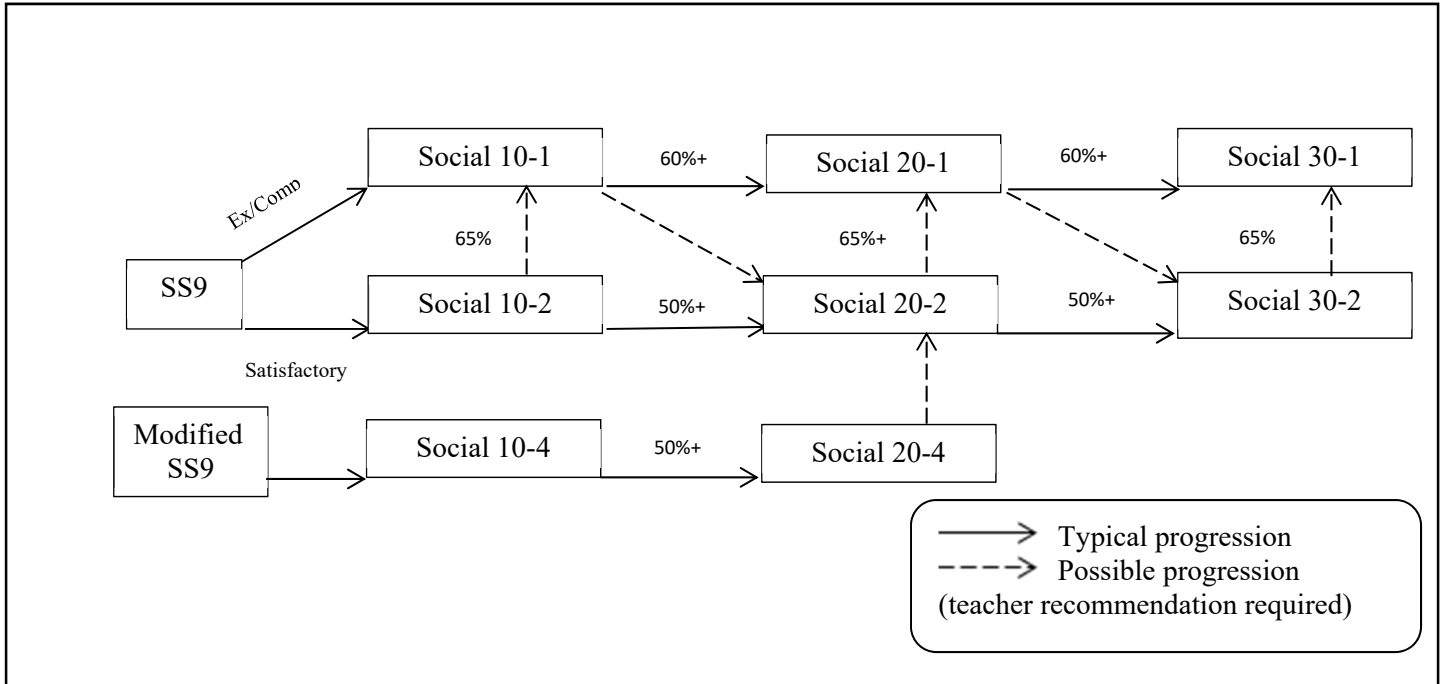 Social 10-1
60%+
Social 20-1
60%+
Social 30-1
Ex/Comp
65%
65%+
65%
SS9
Social 10-2
50%+
Social 20-2
50%+
Social 30-2
Satisfactory
Modified
SS9
Social 10-4
50%+
Social 20-4
Typical progression
Possible progression
(teacher recommendation required)